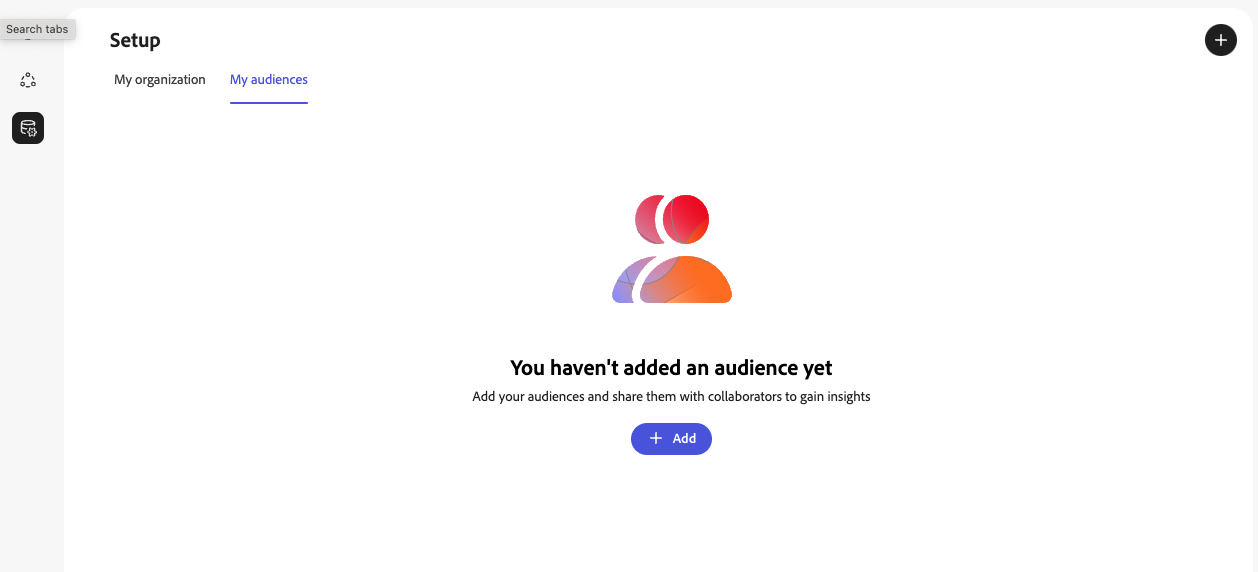 Search tabs
Setup
My organization My audiences
You haven't added an audience yet
Add your audiences and share them with collaborators to gain insights
Add